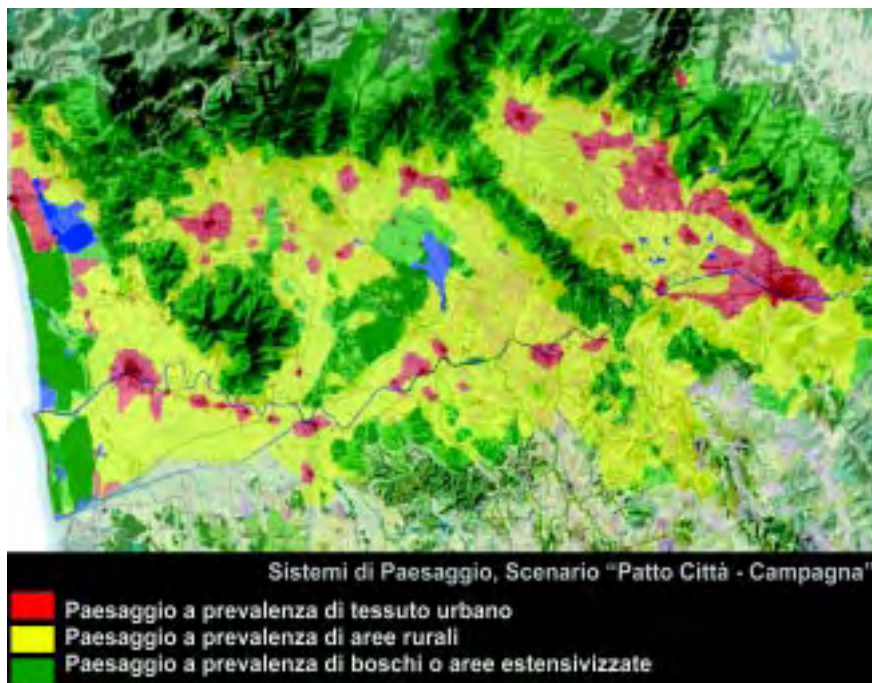 Sistemi di Paesaggio, Scenario "Patto Città - Campagna"
Paesaggio a prevalenza di tessuto urbano
Paesaggio a prevalenza di aree rurali
Paesaggio a prevalenza di boschi o aree estensivizzate